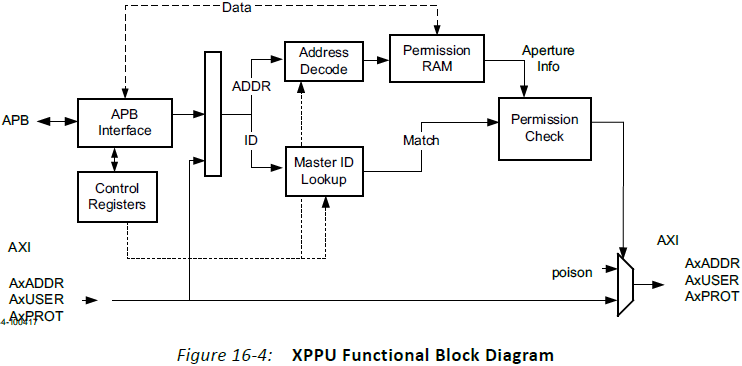 Data
Address
Decode
Permission
RAM
Aperture
Info
ADDR
APB
APB
Interface
Permission
Check
ID
Match
Master ID
Lookup
Control
Registers
AXI
AXI
AxADDR
AxUSER
AxPROT
poison
AxADDR
AxUSER
AxPROT
4-100417
Figure 16-4: XPPU Functional Block Diagram